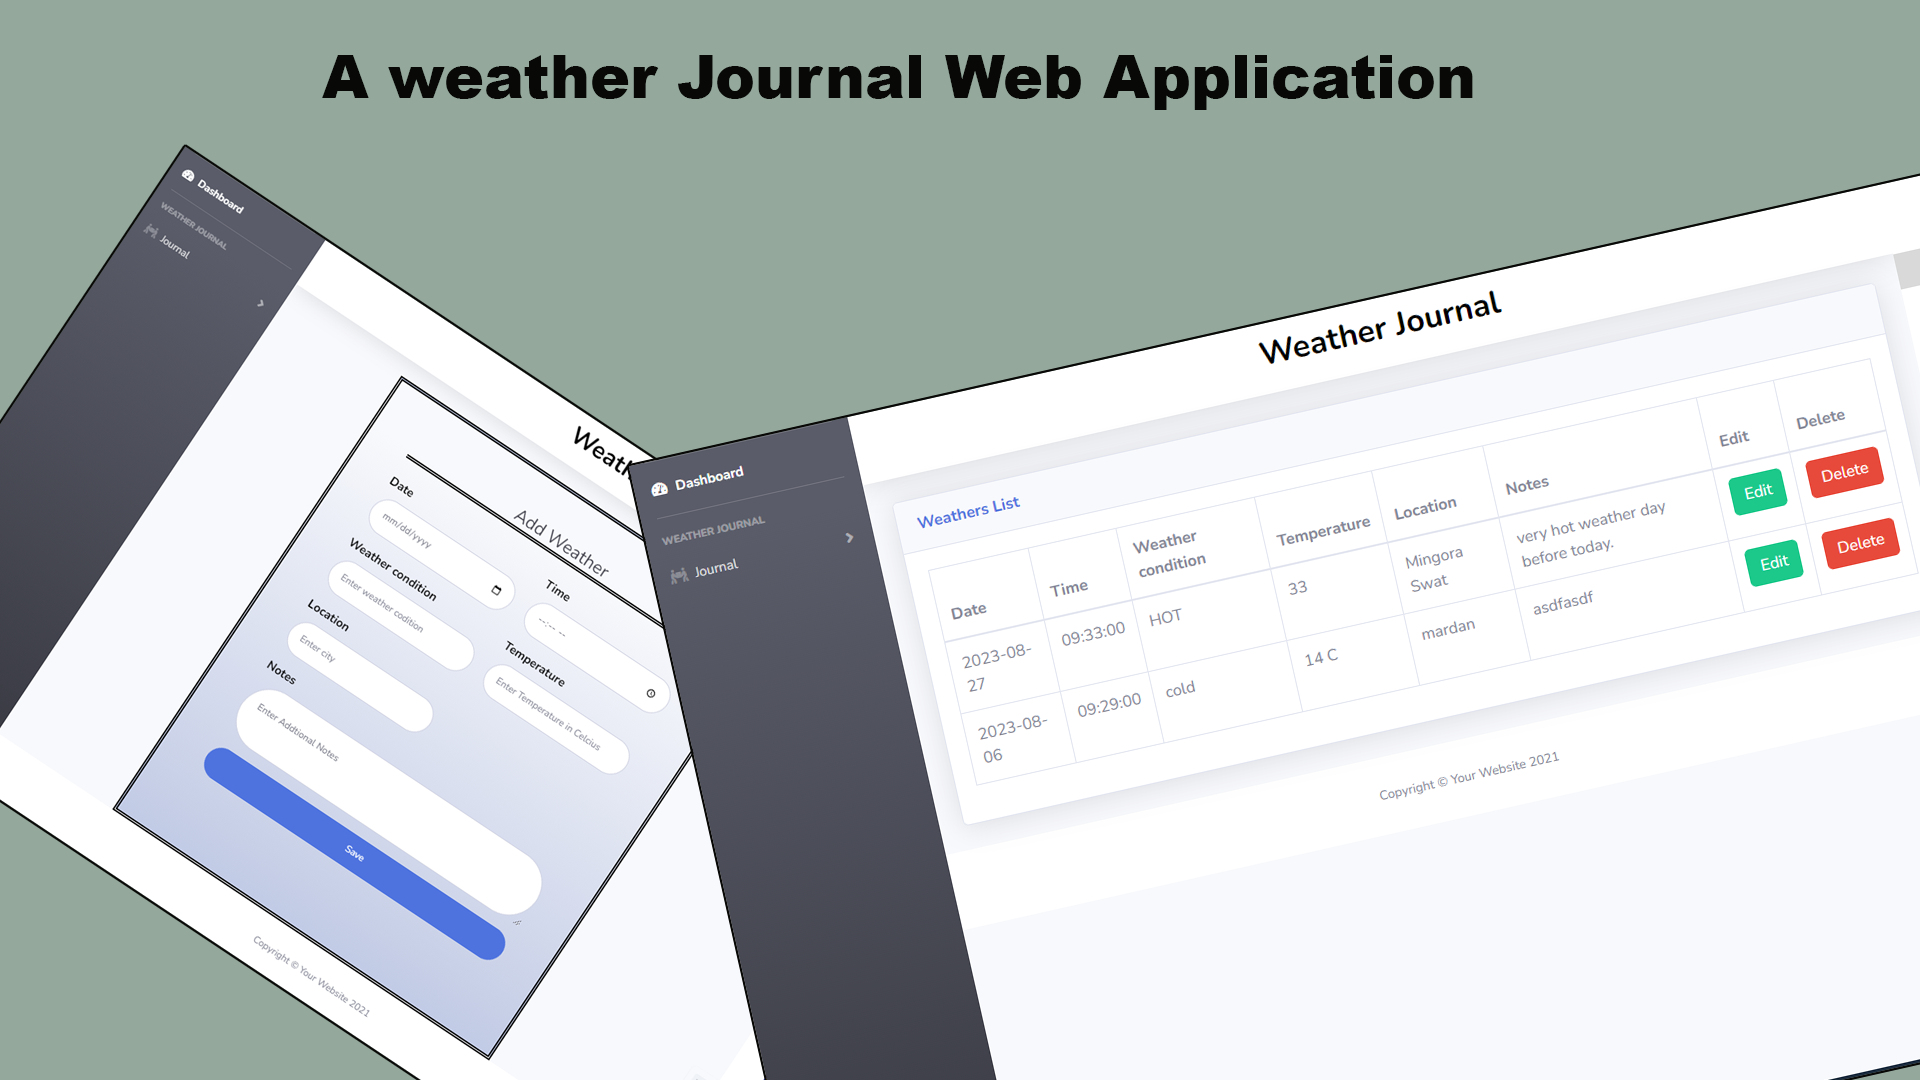 A weather Journal Web Application
Dashboard
WEATHER JOURNAL
Journal
Weath
Add Weather
Date
mm/dd/yyyy
Time
--:-- --
Weather condition
Enter weather codition
Temperature
Enter Temperature in Celcius
Location
Enter city
Notes
Enter Addtional Notes
Save
Copyright © Your Website 2021
Dashboard
WEATHER JOURNAL
Journal
Weather Journal
Weathers List
Date Time Weather condition Temperature Location Notes Edit Delete
2023-08-27 09:33:00 HOT 33 Mingora Swat very hot weather day before today. Edit Delete
2023-08-06 09:29:00 cold 14 C mardan asdfasdf Edit Delete
Copyright © Your Website 2021